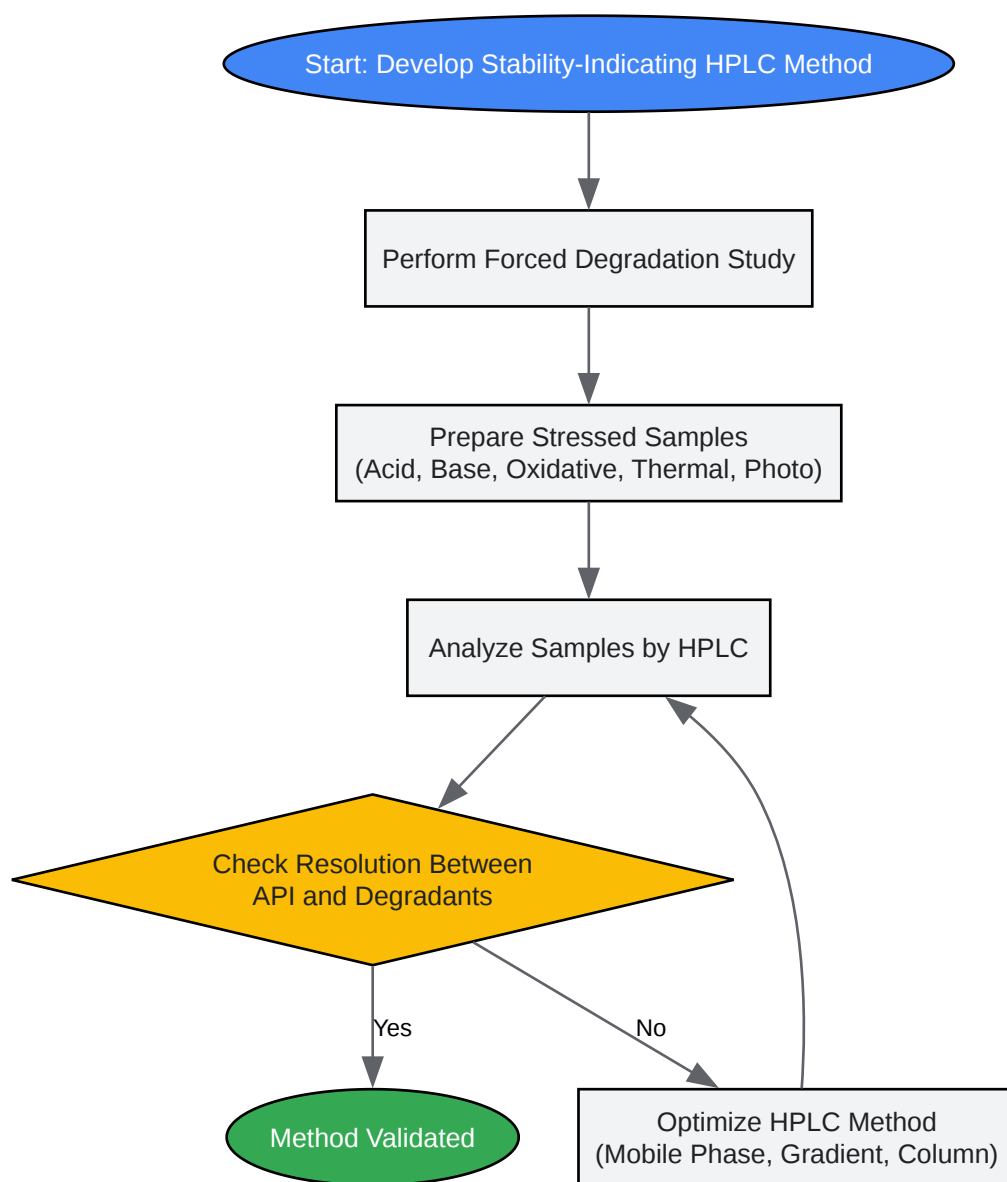 Start: Develop Stability-Indicating HPLC Method
Perform Forced Degradation Study
Prepare Stressed Samples
(Acid, Base, Oxidative, Thermal, Photo)
Analyze Samples by HPLC
Check Resolution Between
API and Degradants
Yes
No
Method Validated
Optimize HPLC Method
(Mobile Phase, Gradient, Column)